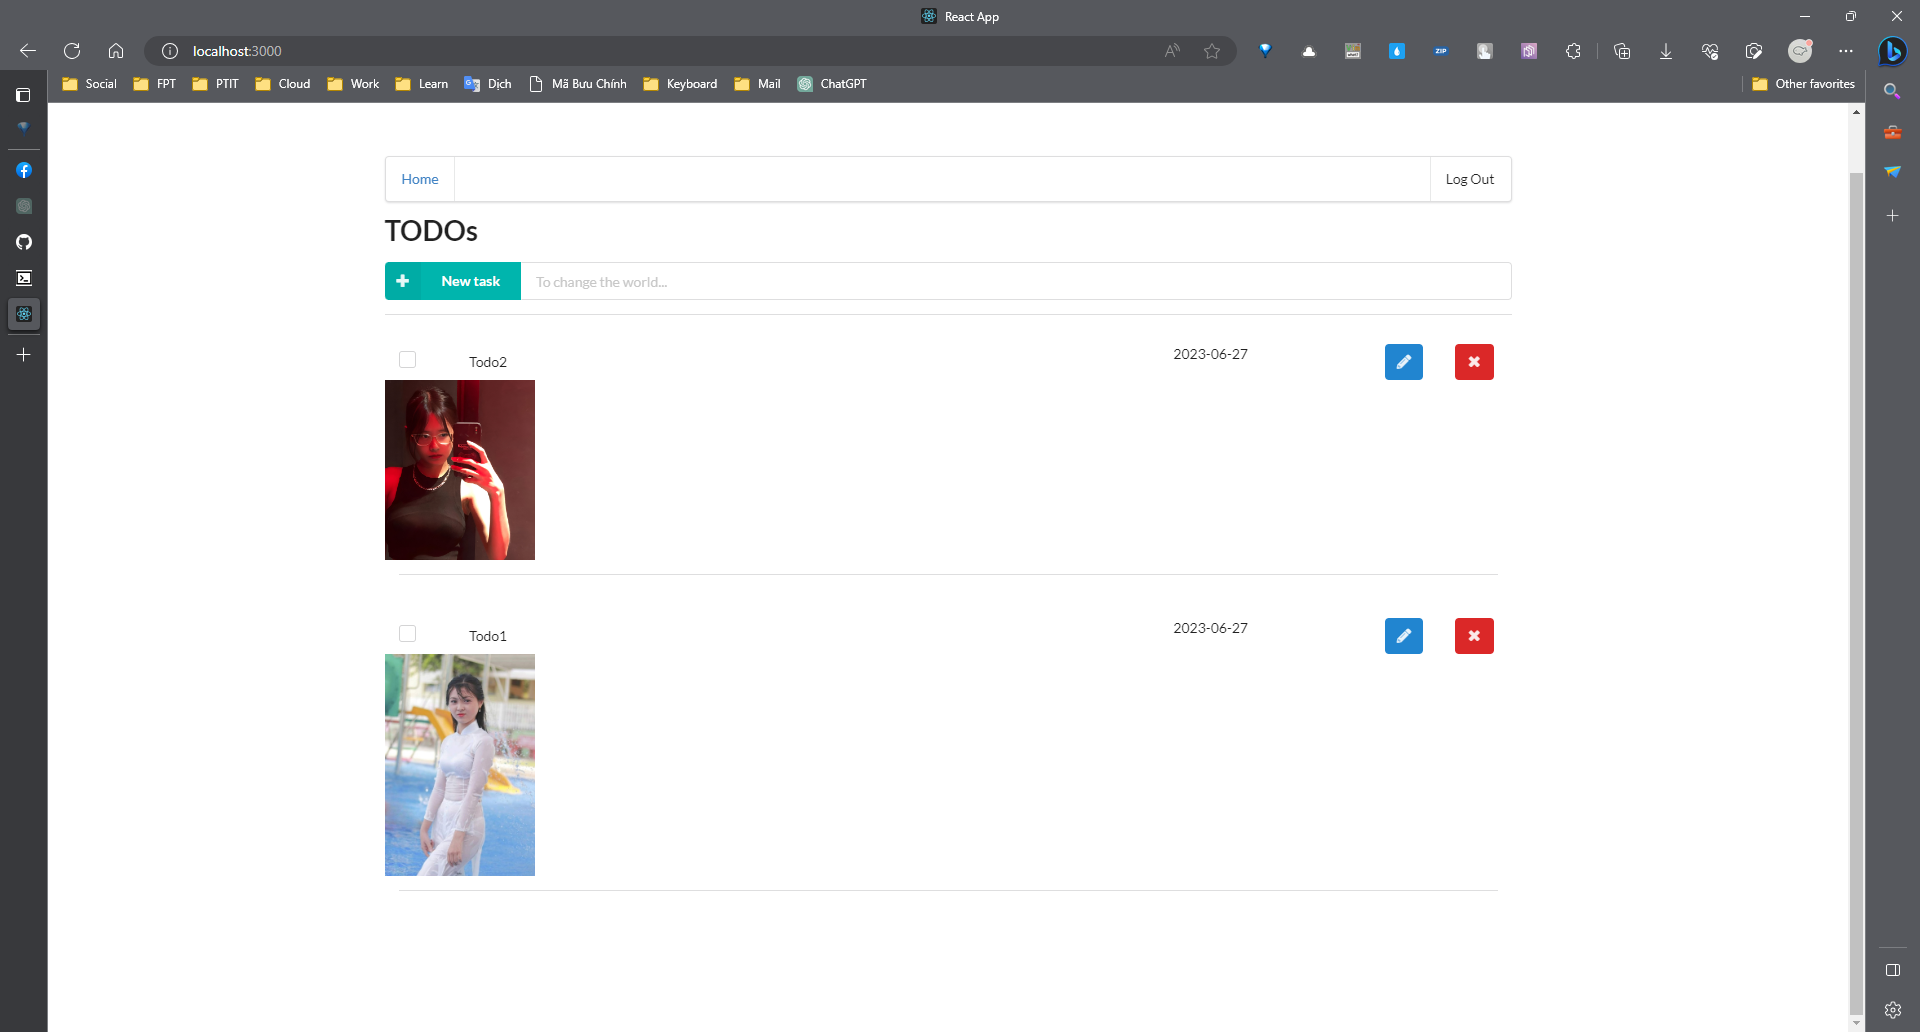 React App
localhost:3000
Social FPT PTIT Cloud Work Learn Dịch Mã Bưu Chính Keyboard Mail ChatGPT Other favorites
Home Log Out
TODOs
New task To change the world...
Todo2 2023-06-27
Todo1 2023-06-27